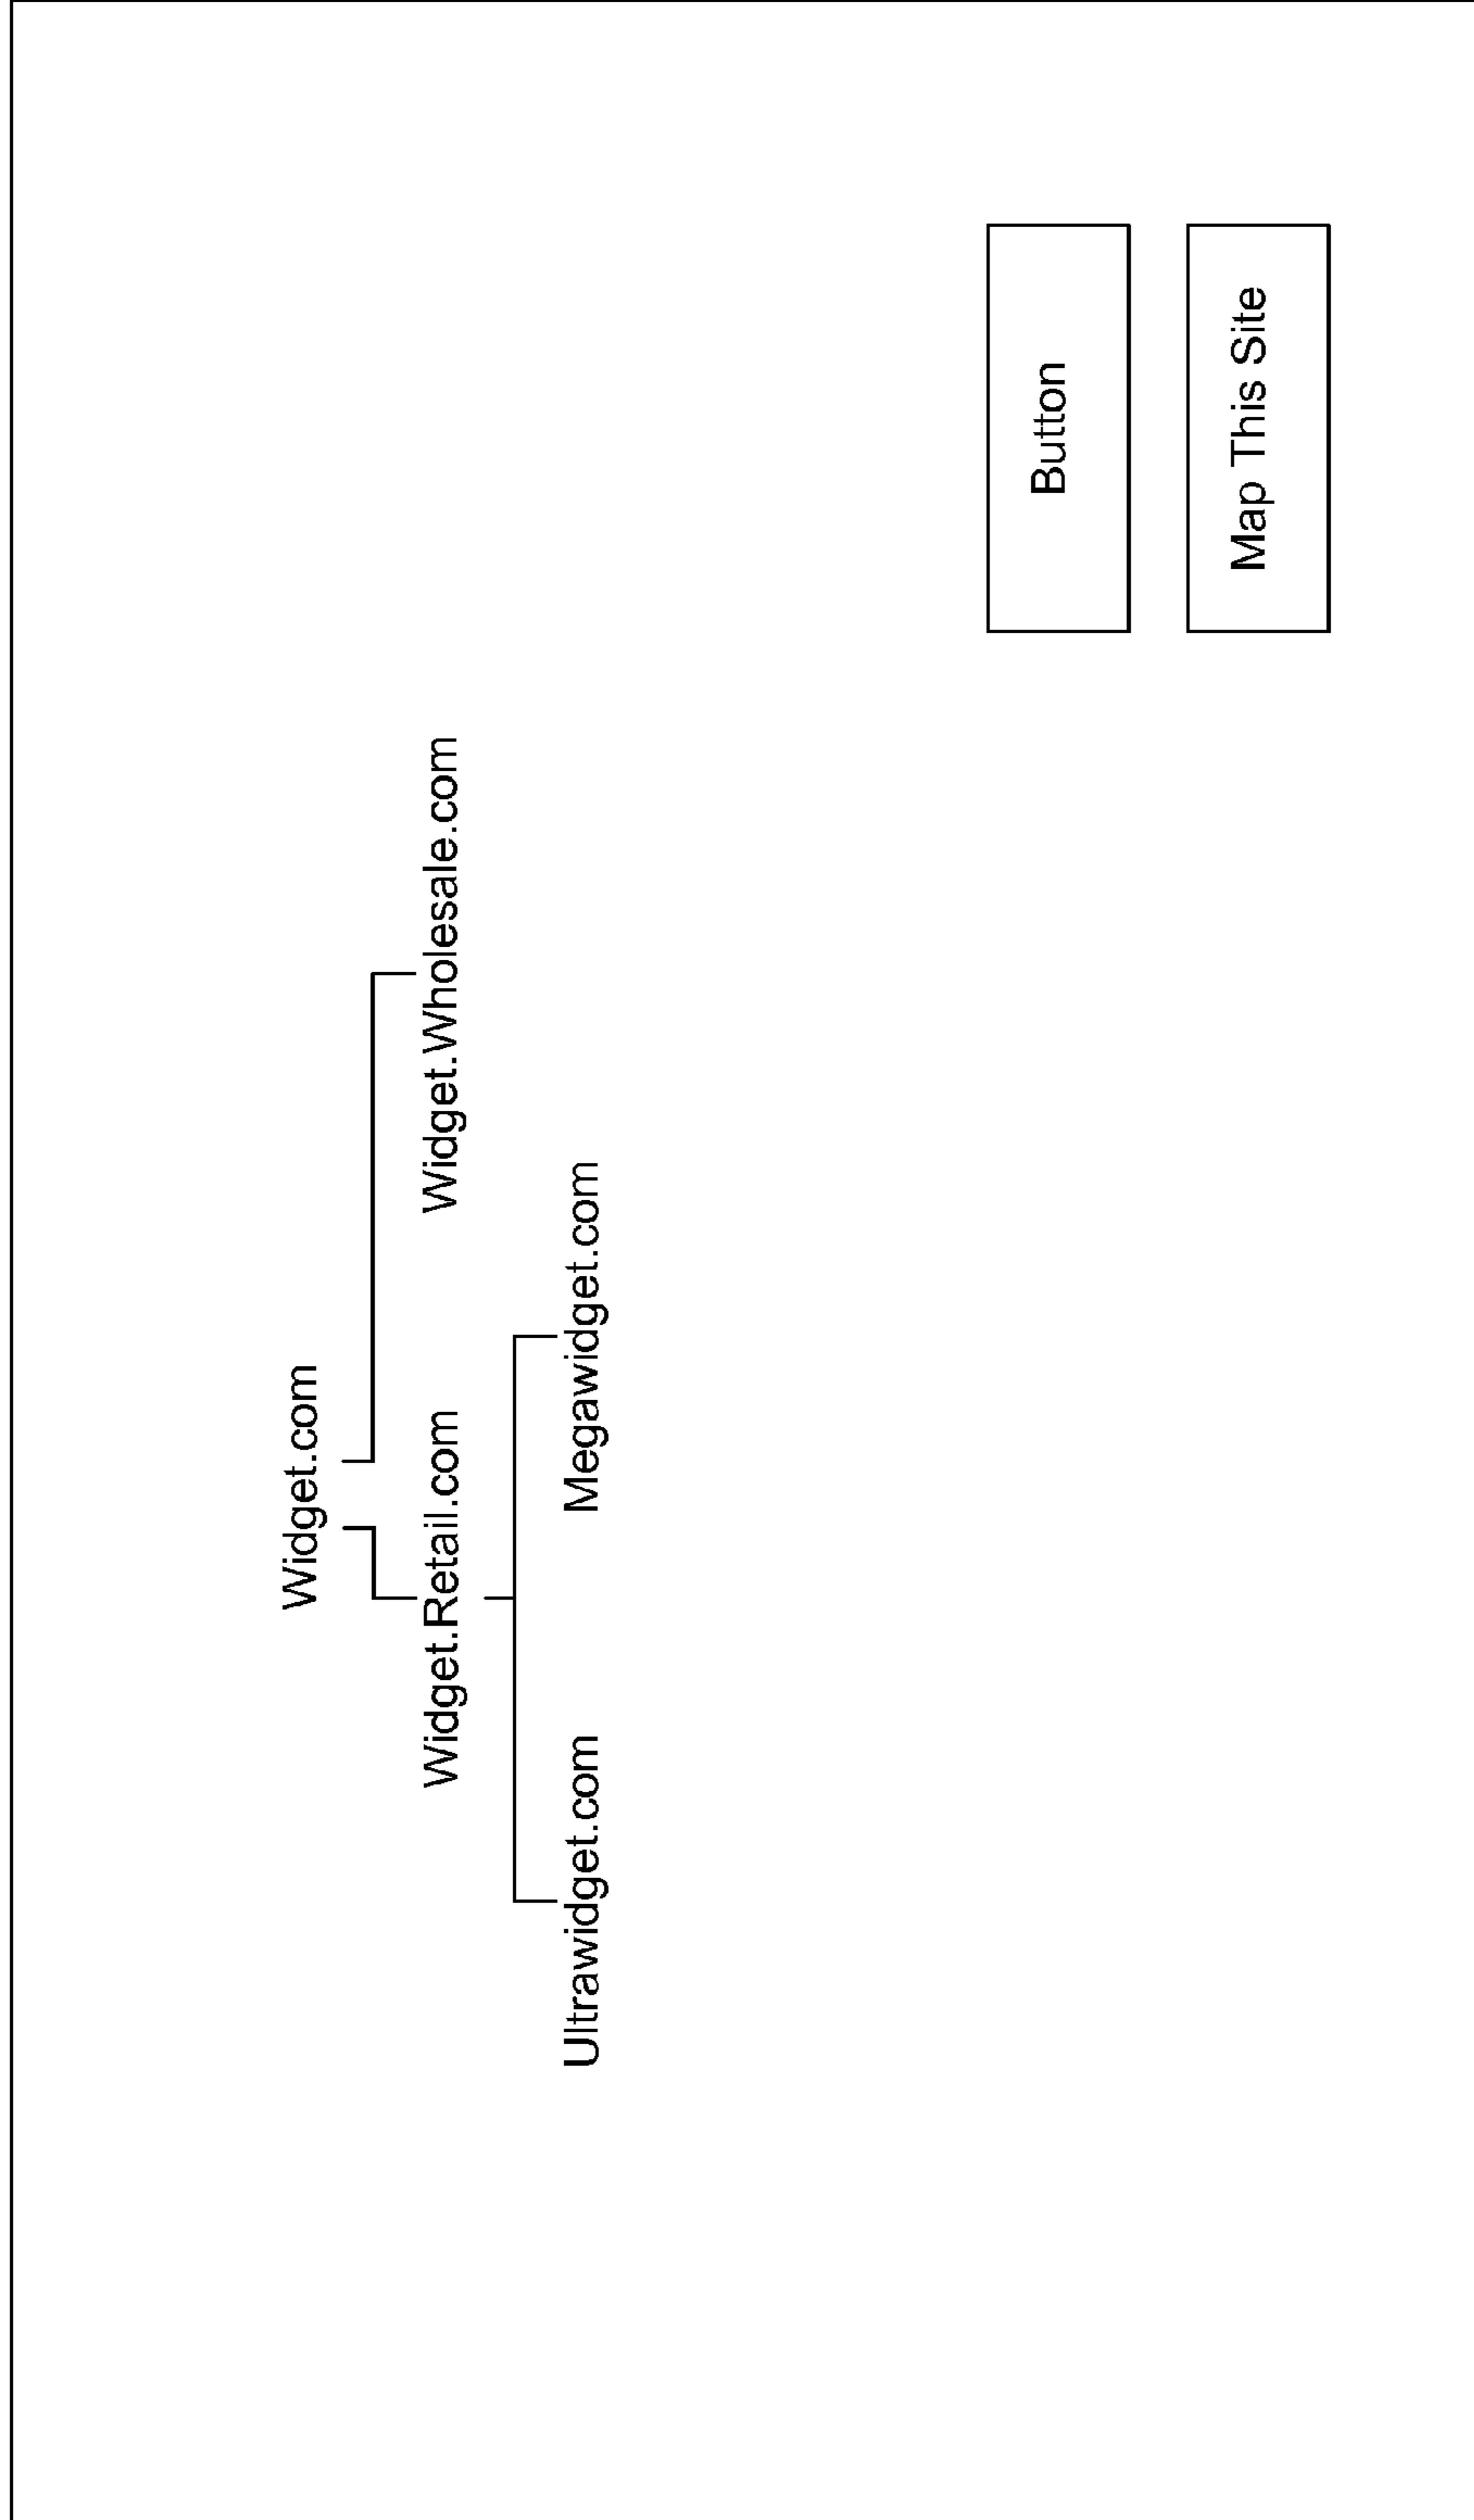 Widget.com
Widget.Retail.com
Widget.Wholesale.com
Ultrawidget.com
Megawidget.com
Button
Map This Site